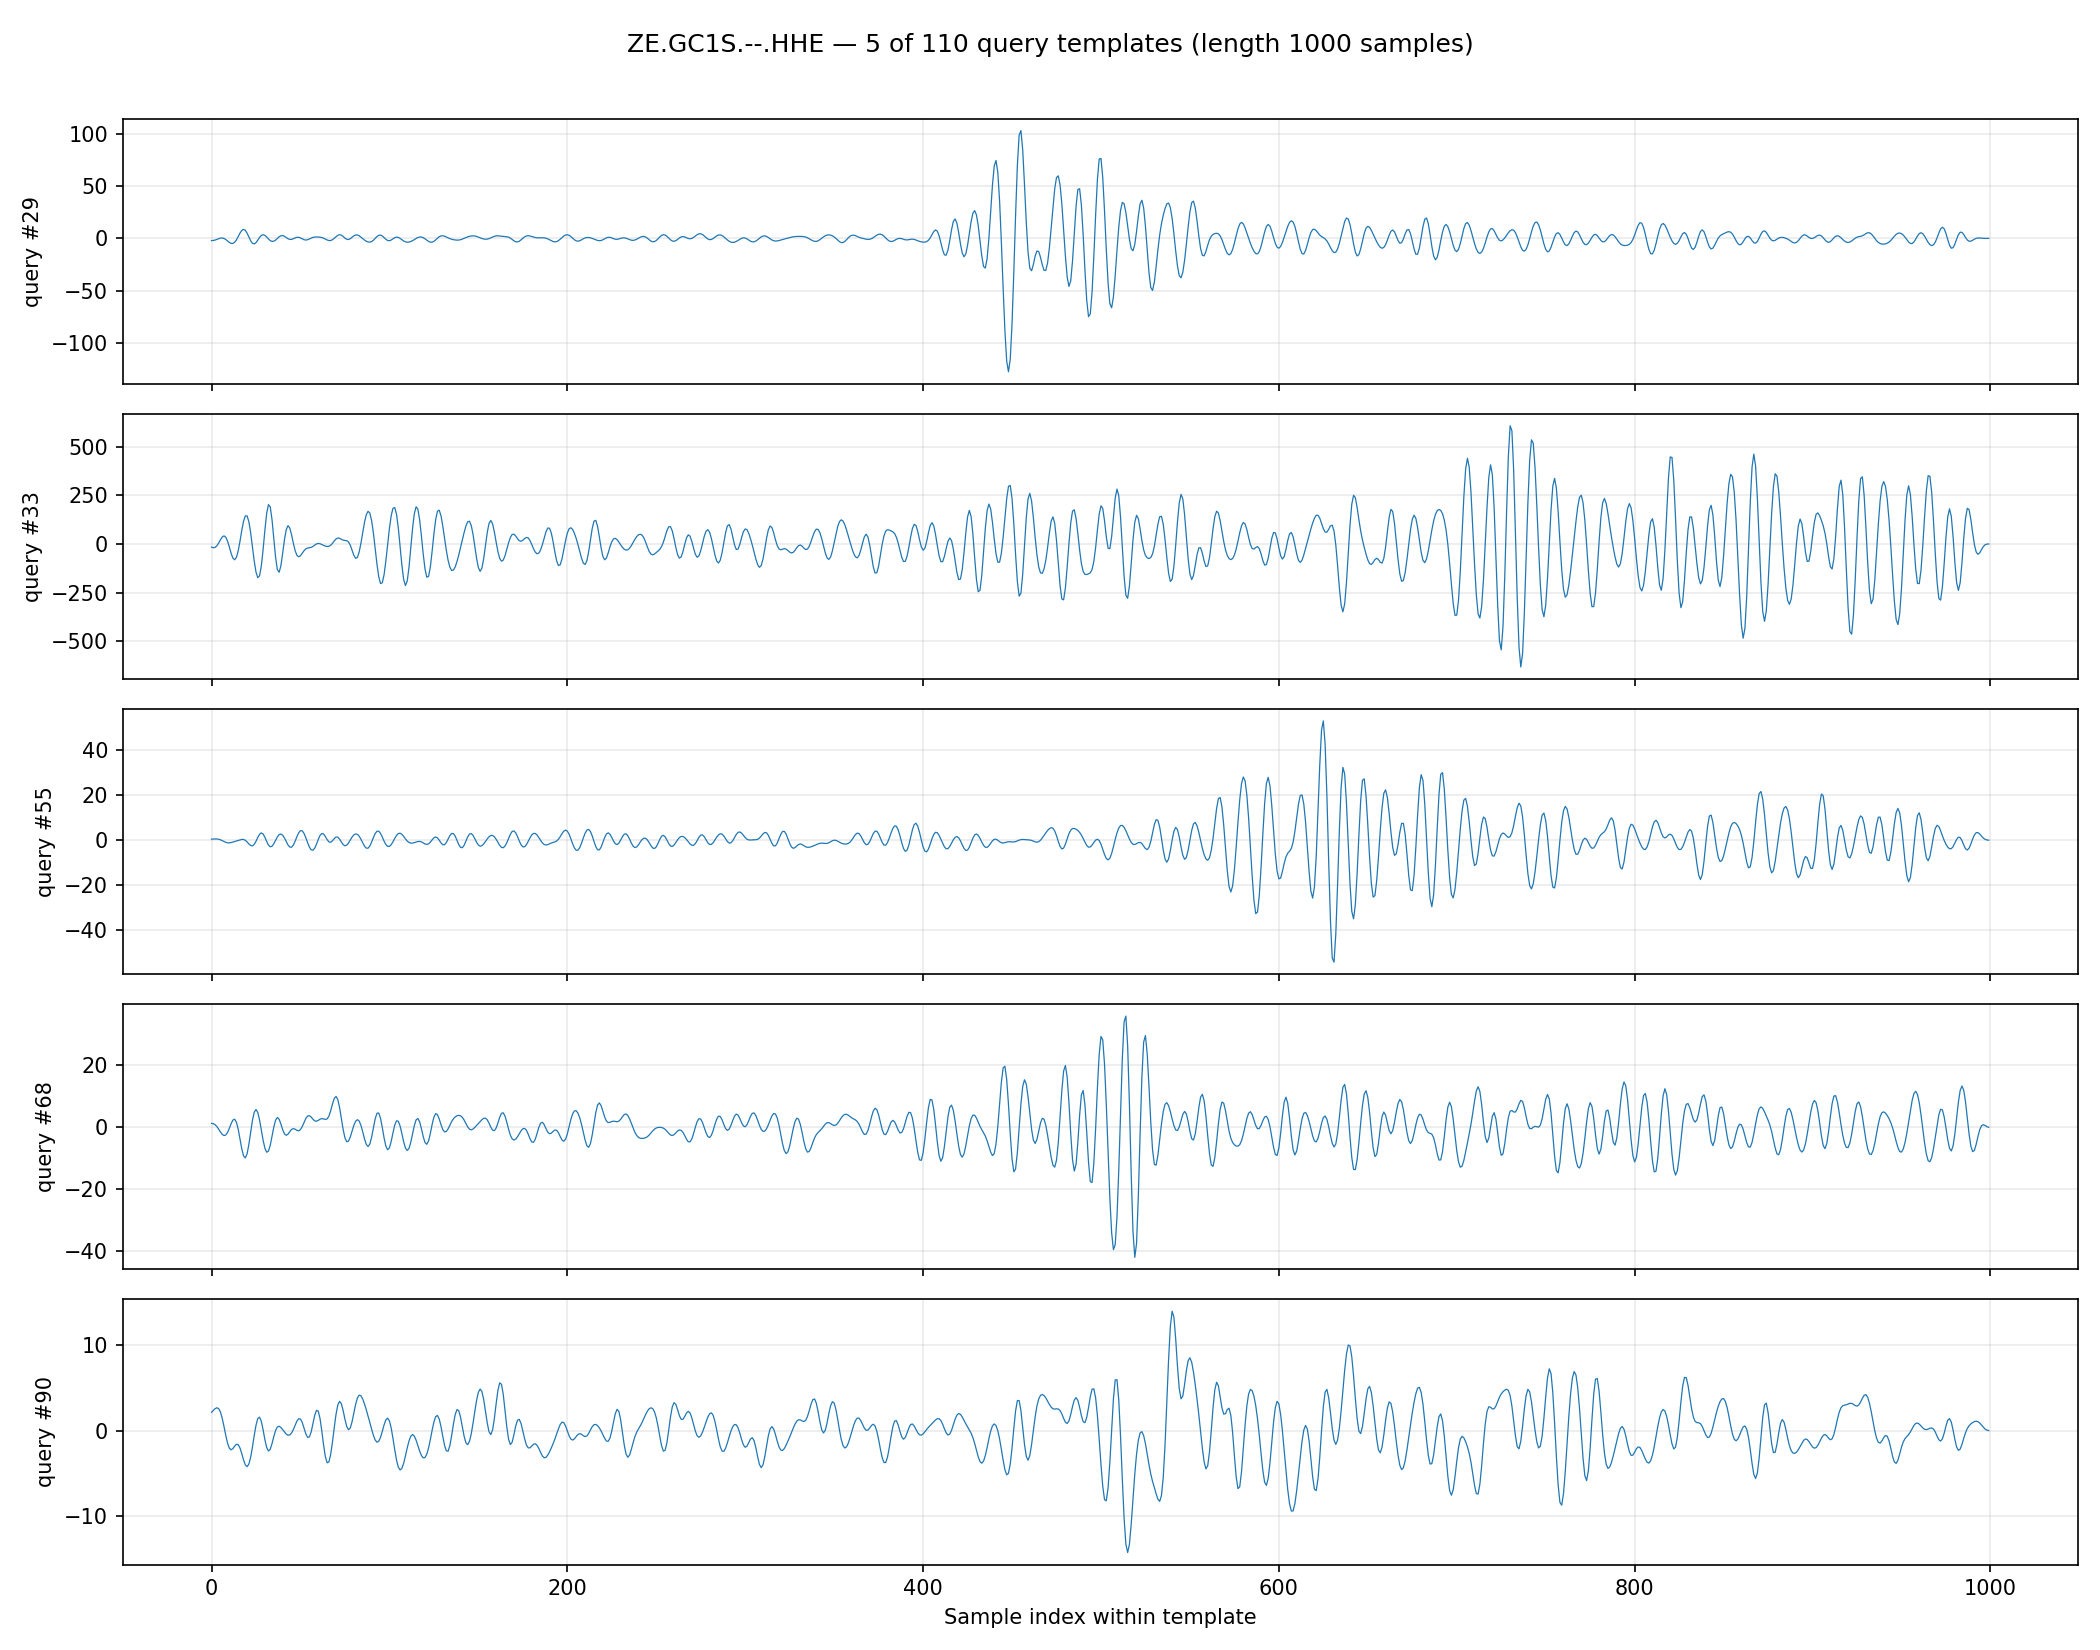 ZE.GC1S.--.HHE — 5 of 110 query templates (length 1000 samples)
100
50
0
−50
−100
query #29
500
250
0
−250
−500
query #33
40
20
0
−20
−40
query #55
20
0
−20
−40
query #68
10
0
−10
query #90
0 200 400 600 800 1000
Sample index within template